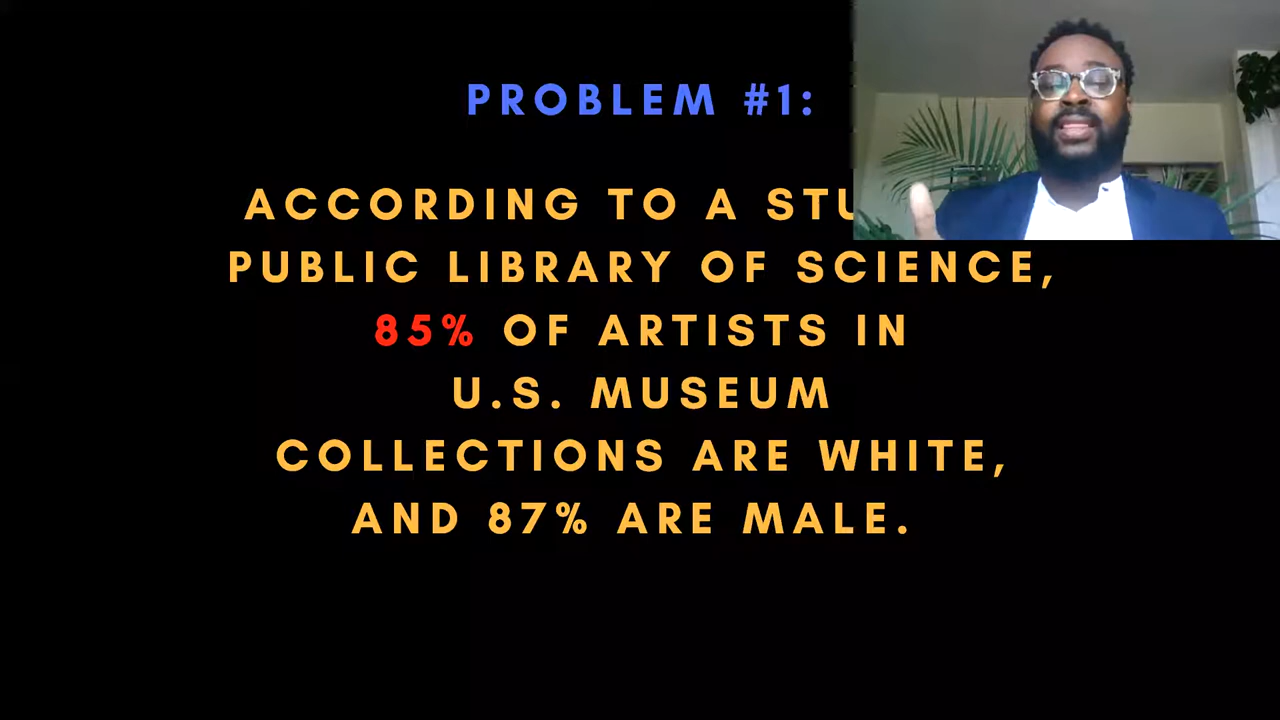 PROBLEM #1:
ACCORDING TO A
PUBLIC LIBRARY OF SCIENCE,
85% OF ARTISTS IN
U.S. MUSEUM
COLLECTIONS ARE WHITE,
AND 87% ARE MALE.